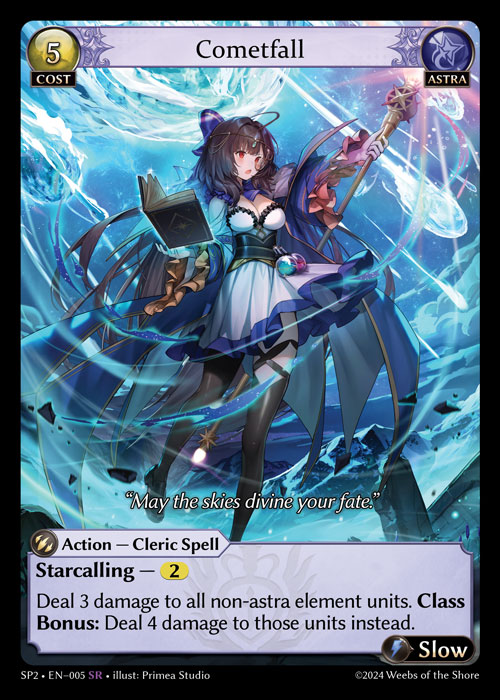 5
COST
Cometfall
ASTRA
“May the skies divine your fate.”
Action — Cleric Spell
Starcalling — 2
Deal 3 damage to all non-astra element units. Class
Bonus: Deal 4 damage to those units instead.
Slow
SP2 • EN-005 SR • illust: Primea Studio
©2024 Weebs of the Shore